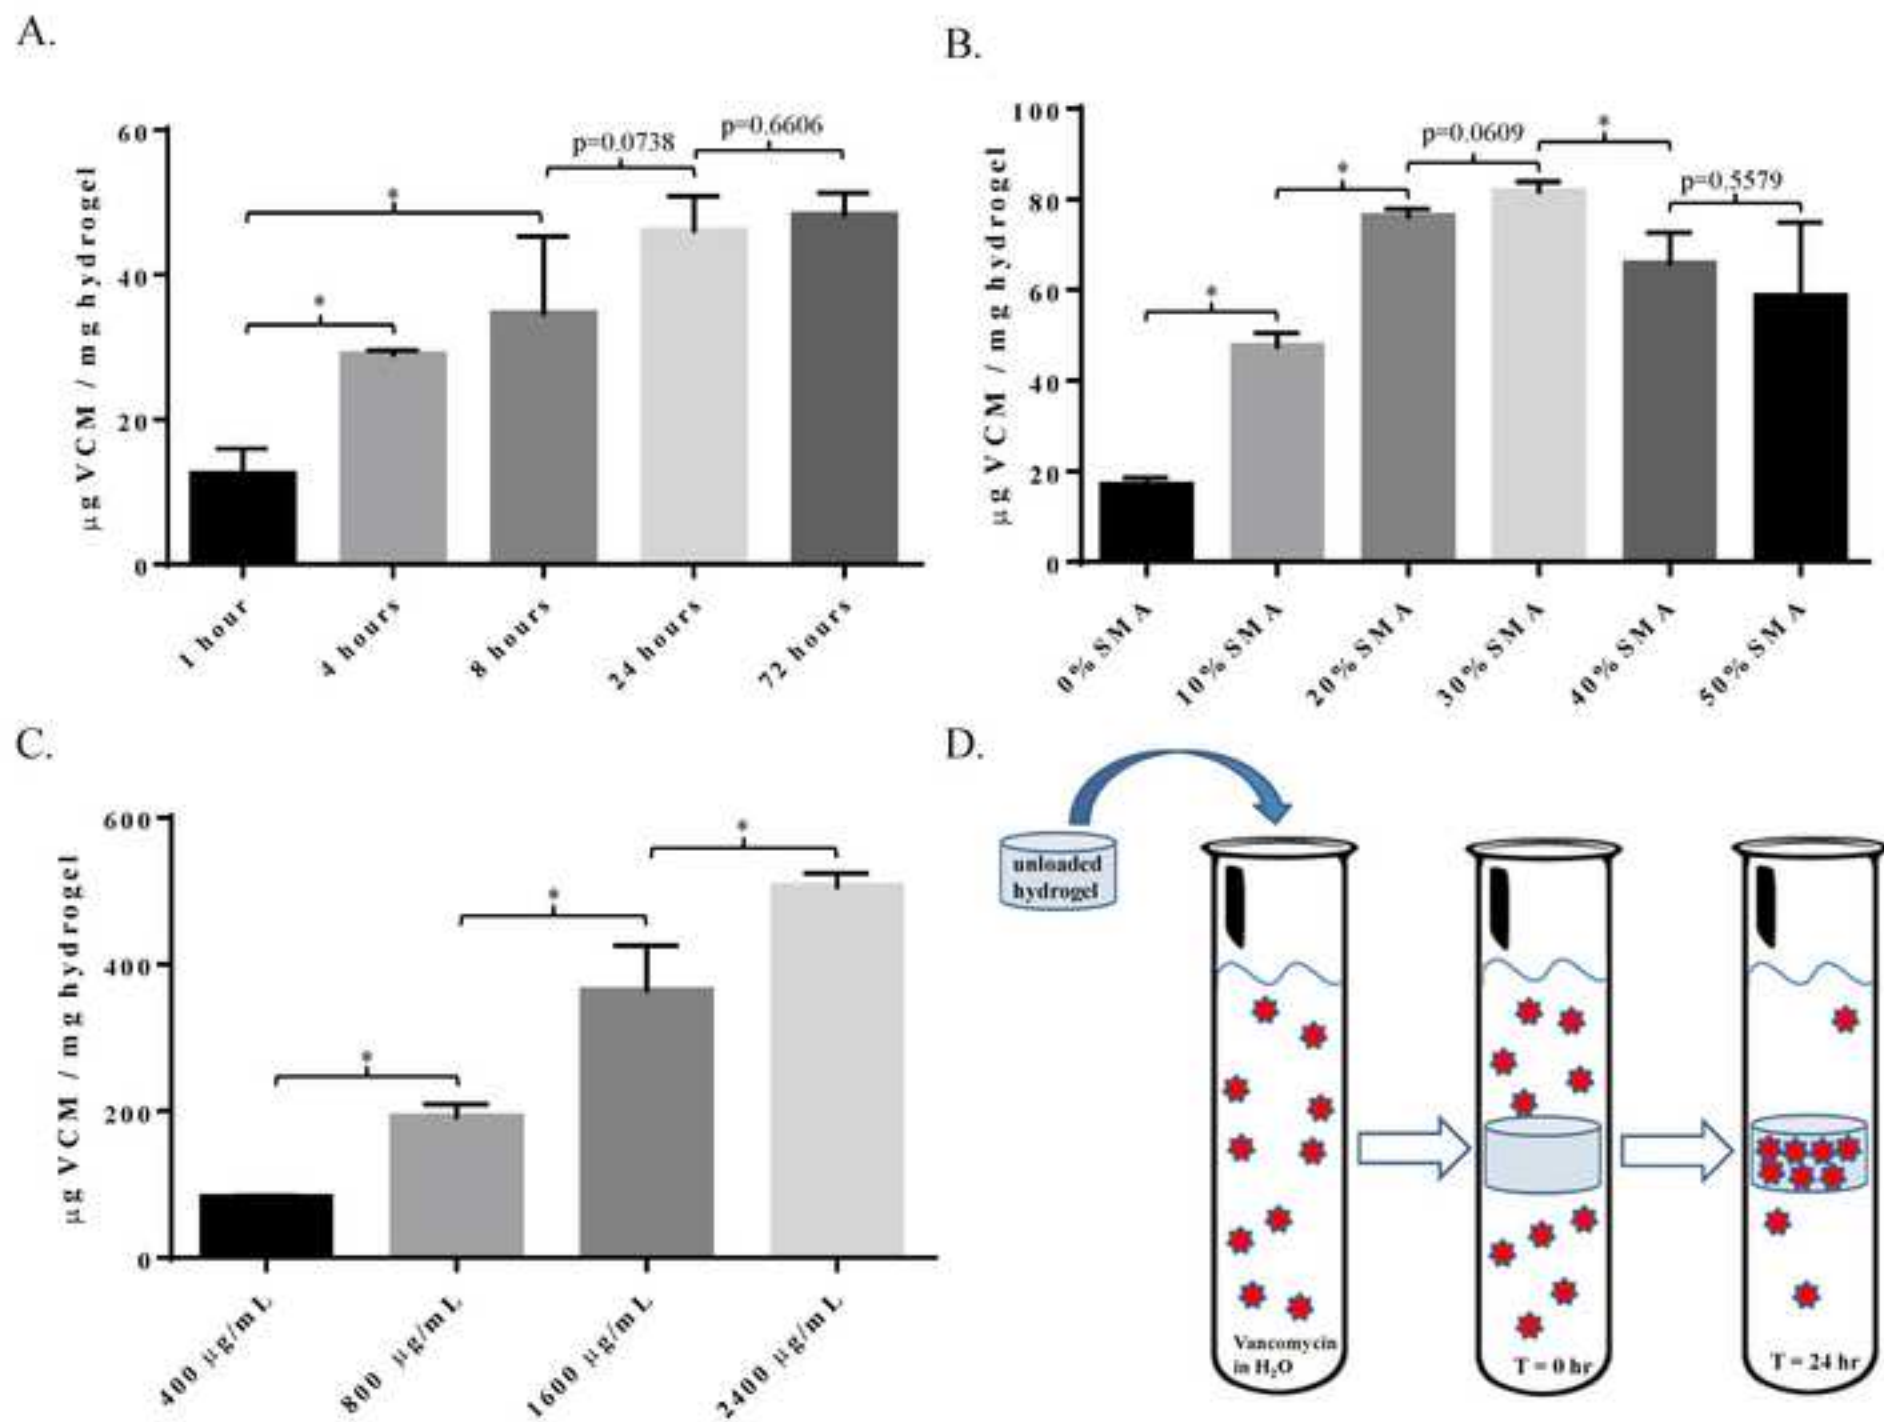 A.
μg VCM / mg hydrogel
60
40
20
0
*
*
p=0.0738
p=0.6606
1 hour
4 hours
8 hours
24 hours
72 hours
B.
μg VCM / mg hydrogel
100
80
60
40
20
0
*
*
p=0.0609
*
p=0.5579
0% SMA
10% SMA
20% SMA
30% SMA
40% SMA
50% SMA
C.
μg VCM / mg hydrogel
600
400
200
0
*
*
*
400 μg/mL
800 μg/mL
1600 μg/mL
2400 μg/mL
D.
unloaded
hydrogel
Vancomycin
in H₂O
T = 0 hr
T = 24 hr